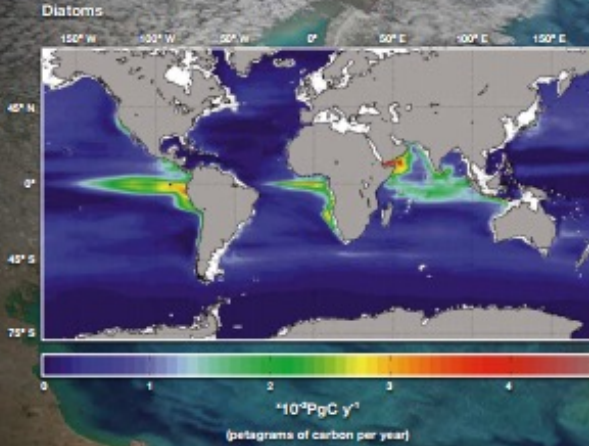 Diatoms
150° W 100° W 50° W 0° 50° E 100° E 150° E
45° N
0°
45° S
75° S
0 1 2 3 4
*10⁻³PgC y⁻¹
(petagrams of carbon per year)